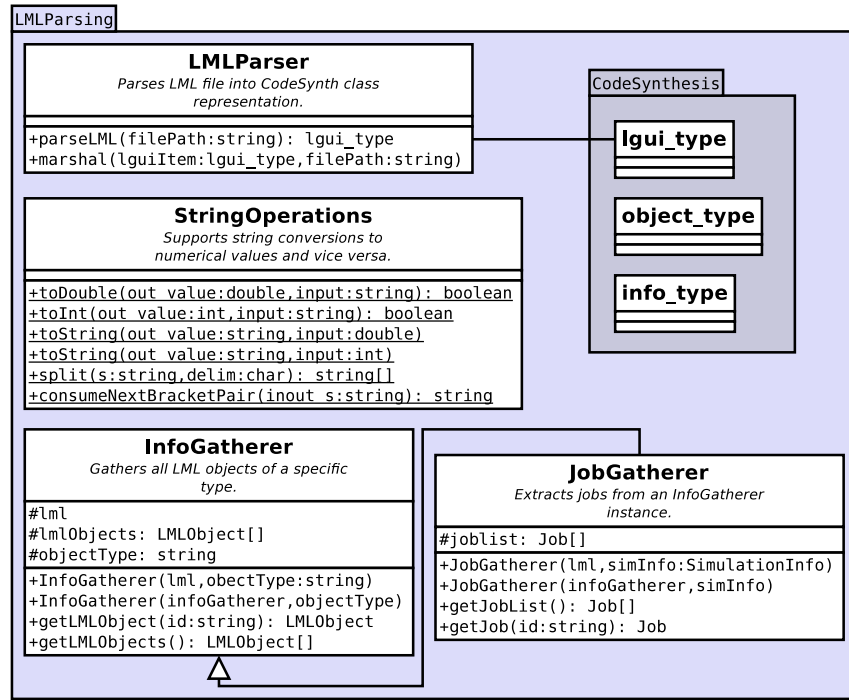 LMLParsing
LMLParser
Parses LML file into CodeSynth class
representation.
+parseLML(filePath:string): lgui_type
+marshal(lguiItem:lgui_type,filePath:string)
CodeSynthesis
lgui_type
object_type
info_type
StringOperations
Supports string conversions to
numerical values and vice versa.
+toDouble(out value:double,input:string): boolean
+toInt(out value:int,input:string): boolean
+toString(out value:string,input:double)
+toString(out value:string,input:int)
+split(s:string,delim:char): string[]
+consumeNextBracketPair(inout s:string): string
InfoGatherer
Gathers all LML objects of a specific
type.
#lml
#lmlObjects: LMLObject[]
#objectType: string
+InfoGatherer(lml,obectType:string)
+InfoGatherer(infoGatherer,objectType)
+getLMLObject(id:string): LMLObject
+getLMLObjects(): LMLObject[]
JobGatherer
Extracts jobs from an InfoGatherer
instance.
#joblist: Job[]
+JobGatherer(lml,simInfo:SimulationInfo)
+JobGatherer(infoGatherer,simInfo)
+getJobList(): Job[]
+getJob(id:string): Job